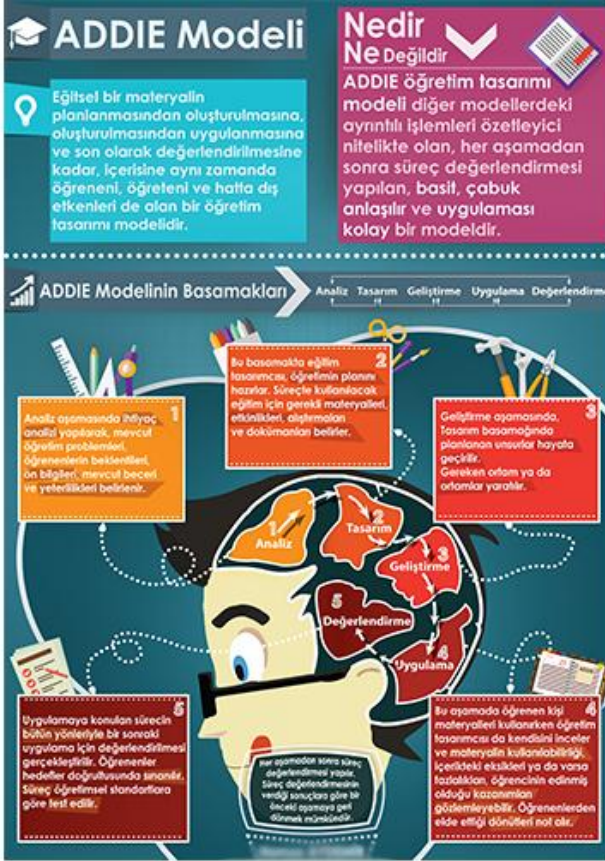 ADDIE Modeli
Eğitsel bir materyalin
planlanmasından oluşturulmasına,
oluşturulmasından uygulanmasına
ve son olarak değerlendirilmesine
kadar, içerisine aynı zamanda
öğreneni, öğreteni ve hatta dış
etkenleri de alan bir öğretim
tasarımı modelidir.
Nedir
Ne Değildir
ADDIE öğretim tasarımı
modeli diğer modellerdeki
ayrıntılı işlemleri özetleyici
nitelikte olan, her aşamadan
sonra süreç değerlendirmesi
yapılan, basit, çabuk
anlaşılır ve uygulaması
kolay bir modeldir.
ADDIE Modelinin Basamakları
Analiz Tasarım Geliştirme Uygulama Değerlendirme
1
Analiz aşamasında ihtiyaç
analizi yapılarak, mevcut
öğretim problemleri,
öğrenenlerin beklentileri,
ön bilgileri, mevcut beceri
ve yeterlilikleri belirlenir.
2
Bu basamakta eğitim
tasarımcısı, öğretimin planını
hazırlar. Süreçte kullanılacak
eğitim için gerekli materyalleri,
etkinlikleri, alıştırmaları
ve dokümanları belirler.
3
Geliştirme aşamasında,
Tasarım basamağında
planlanan unsurlar hayata
geçirilir.
Gereken ortam ya da
ortamlar yaratılır.
1
Analiz
2
Tasarım
3
Geliştirme
4
Uygulama
5
Değerlendirme
5
Uygulamaya konulan sürecin
bütün yönleriyle bir sonraki
uygulama için değerlendirilmesi
gerçekleştirilir. Öğrenenler
hedefler doğrultusunda sınanılır.
Süreç öğretimsel standartlara
göre test edilir.
Her aşamadan sonra süreç
değerlendirmesi yapılır.
Süreç değerlendirmesinin
verdiği sonuçlara göre bir
önceki aşamaya geri
dönmek mümkündür.
4
Bu aşamada öğrenen kişi
materyalleri kullanırken öğretim
tasarımcısı da kendisini inceler
ve materyalin kullanılabilirliği,
içerikteki eksikleri ya da varsa
fazlalıkları, öğrencinin edinmiş
olduğu kazanımları
gözlemleyebilir. Öğrenenlerden
elde ettiği dönütleri not alır.